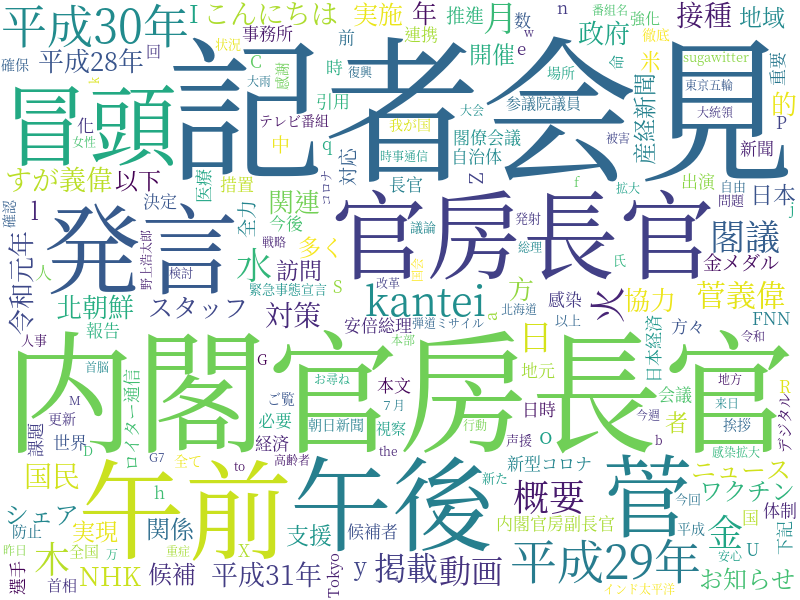 平成30年
I
こんにちは
実施
年
推進
月
数
番組名
強化
n
接種
地域
平成28年
回
事務所
前
連携
開催
e
w
政府
徹底
命
米
sugawitter
重要
確保
状況
C
大雨
感謝
時
復興
引用
場所
参議院議員
東京五輪
大統領
的
冒頭
記者会見
k
化
女性
テレビ番組
中
我が国
q
対応
閣僚会議
自治体
産経新聞
被害
P
新聞
大会
時事通信
すが義偉
以下
医療
措置
コロナ
関連
長官
Z
f
拡大
出演
自由
問題
日本
j
l
決定
全力
今後
議論
発射
確認
令和元年
人
野上浩太郎
発言
官房長官
閣議
戦略
多く
総理
氏
金メダル
検討
水
訪問
改革
国会
方
感染
火
協力
菅義偉
北朝鮮
スタッフ
緊急事態宣言
S
a
北海道
報告
対策
安倍総理
弾道ミサイル
以上
日本経済
方々
FNN
令和
人事
本部
日
首脳
G
お尋ね
内閣官房長官
kantei
地元
会議
地方
R
M
更新
ロイター通信
ご覧
本文
7月
日時
者
今週
来日
デジタル
課題
世界
D
必要
経済
朝日新聞
視察
行動
声援
O
b
感染拡大
挨拶
G7
全て
to
高齢者
the
新た
新型コロナ
ニュース
国民
h
午前
午後
概要
菅
今回
ワクチン
シェア
実現
関係
支援
候補者
内閣官房副長官
国
平成
体制
防止
昨日
木
全国
万
重症
X
y
掲載
動画
平成29年
金
安心
U
下記
選手
首相
NHK
候補
平成31年
Tokyo
インド太平洋
お知らせ